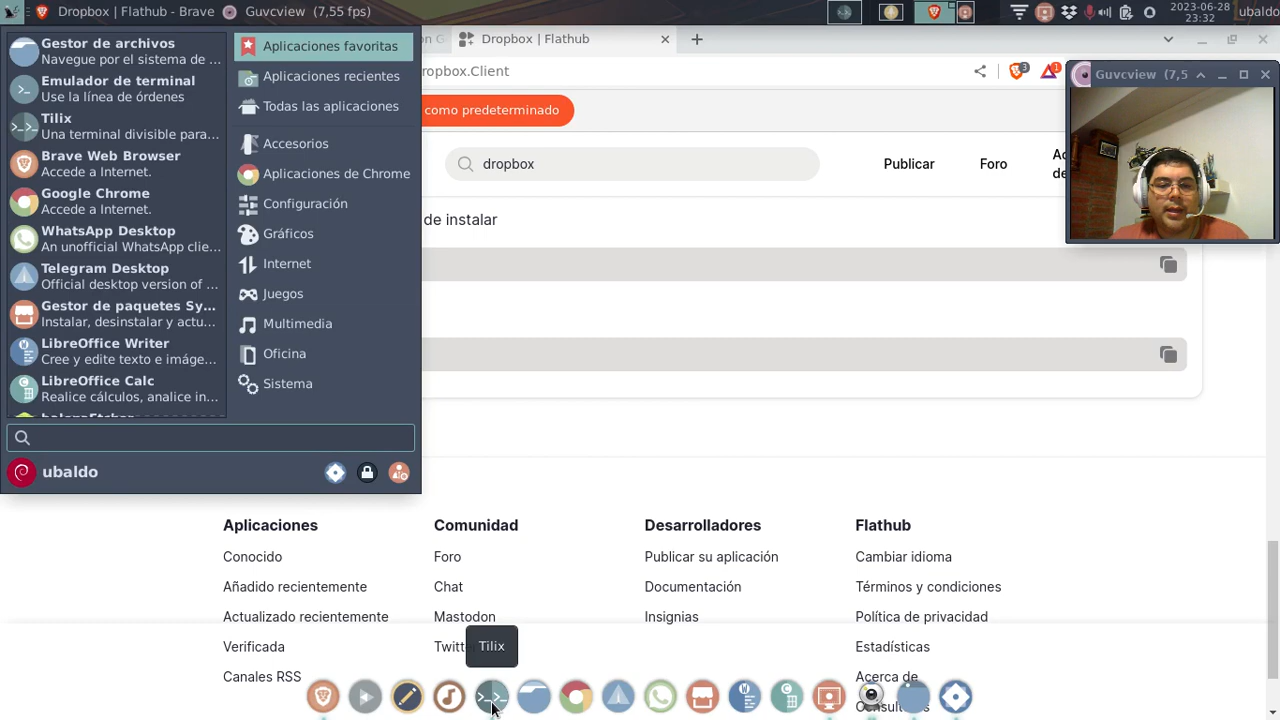 Dropbox | Flathub - Brave
Guvcview (7,55 fps)
2023-06-28
23:32
ubaldo
Gestor de archivos
Navegue por el sistema de ...
Emulador de terminal
Use la línea de órdenes
Tilix
Una terminal divisible para...
Brave Web Browser
Accede a Internet.
Google Chrome
Accede a Internet.
WhatsApp Desktop
An unofficial WhatsApp clie...
Telegram Desktop
Official desktop version of ...
Gestor de paquetes Sy...
Instalar, desinstalar y actu...
LibreOffice Writer
Cree y edite texto e imáge...
LibreOffice Calc
Realice cálculos, analice in...
Aplicaciones favoritas
Aplicaciones recientes
Todas las aplicaciones
Accesorios
Aplicaciones de Chrome
Configuración
Gráficos
Internet
Juegos
Multimedia
Oficina
Sistema
ubaldo
Dropbox | Flathub
ropbox.Client
3
1
como predeterminado
dropbox
Publicar
Foro
de instalar
Guvcview (7,5
Aplicaciones
Conocido
Añadido recientemente
Actualizado recientemente
Verificada
Canales RSS
Comunidad
Foro
Chat
Mastodon
Twitt
Tilix
Desarrolladores
Publicar su aplicación
Documentación
Insignias
Flathub
Cambiar idioma
Términos y condiciones
Política de privacidad
Estadísticas
Acerca de